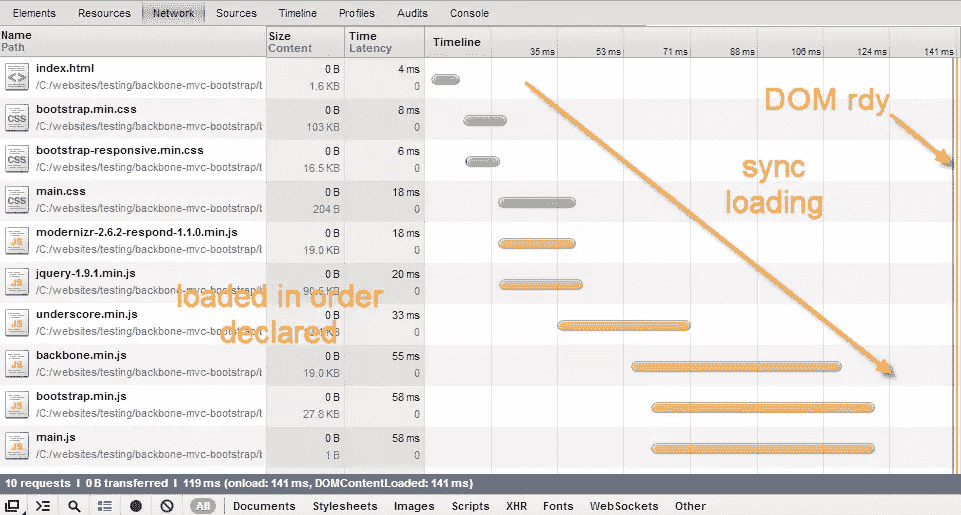 Elements Resources Network Sources Timeline Profiles Audits Console
Name Size Time Timeline
Path Content Latency 35 ms 53 ms 71 ms 88 ms 106 ms 124 ms 141 ms
index.html 0 B 4 ms
/C:/websites/testing/backbone-mvc-bootstrap/t 1.6 KB 0
bootstrap.min.css 0 B 8 ms
/C:/websites/testing/backbone-mvc-bootstrap/t 103 KB 0
bootstrap-responsive.min.css 0 B 6 ms
/C:/websites/testing/backbone-mvc-bootstrap/t 16.5 KB 0
main.css 0 B 18 ms
/C:/websites/testing/backbone-mvc-bootstrap/t 204 B 0
modernizr-2.6.2-respond-1.1.0.min.js 0 B 18 ms
/C:/websites/testing/backbone-mvc-bootstrap/t 19.0 KB 0
jquery-1.9.1.min.js 0 B 20 ms
/C:/websites/testing/backbone-mvc-bootstrap/t KB 0
underscore.min.js 0 B 33 ms
/C:/websites/testing/backbone-mvc-bootstrap/t KB 0
backbone.min.js 0 B 55 ms
/C:/websites/testing/backbone-mvc-bootstrap/t 19.0 KB 0
bootstrap.min.js 0 B 58 ms
/C:/websites/testing/backbone-mvc-bootstrap/t 27.8 KB 0
main.js 0 B 58 ms
/C:/websites/testing/backbone-mvc-bootstrap/t 1 B 0
DOM rdy
sync
loading
loaded in order
declared
10 requests | 0 B transferred | 119 ms (onload: 141 ms, DOMContentLoaded: 141 ms)
All Documents Stylesheets Images Scripts XHR Fonts WebSockets Other